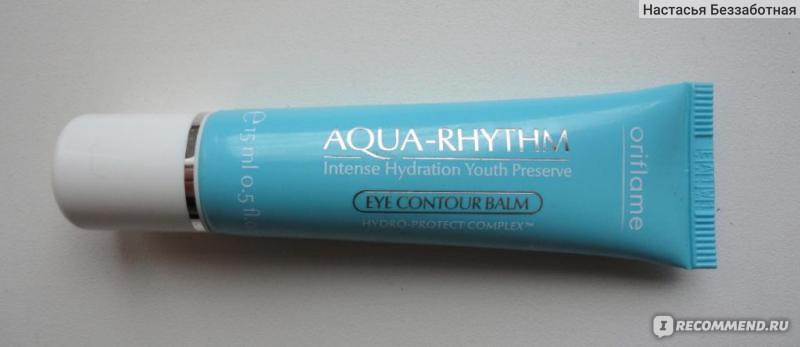 Настасья Беззаботная
AQUA-RHYTHM
Intense Hydration Youth Preserve
EYE CONTOUR BALM
HYDRO-PROTECT COMPLEX™
oriflame
e 15 ml 0.5 fl.
I RECOMMEND.RU